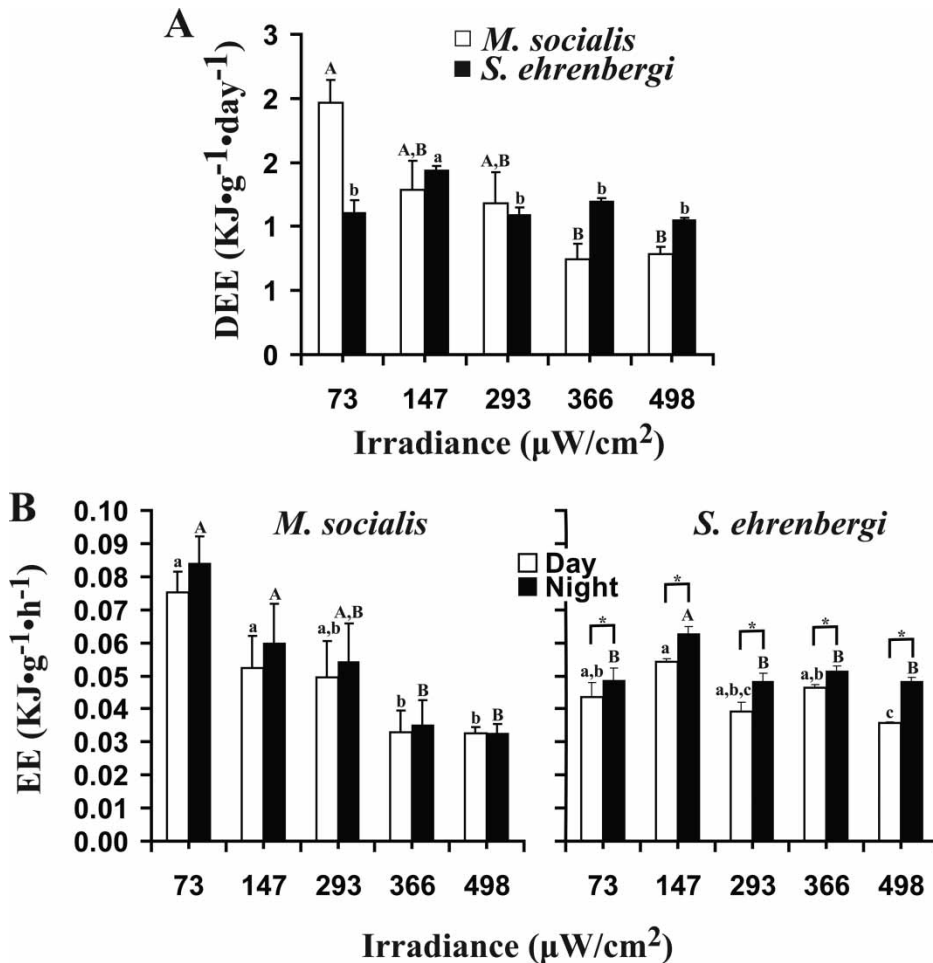 A
M. socialis
S. ehrenbergi
DEE (KJ•g⁻¹•day⁻¹)
3
2
2
1
1
0
A b A,B a A,B b B b B b
73 147 293 366 498
Irradiance (µW/cm²)
B
M. socialis
S. ehrenbergi
Day
Night
EE (KJ•g⁻¹•h⁻¹)
0.10
0.09
0.08
0.07
0.06
0.05
0.04
0.03
0.02
0.01
0.00
a A a A a,b A,B b B b B
* * * * *
a,b B a A a,b,c B a,b B c B
73 147 293 366 498 73 147 293 366 498
Irradiance (µW/cm²)